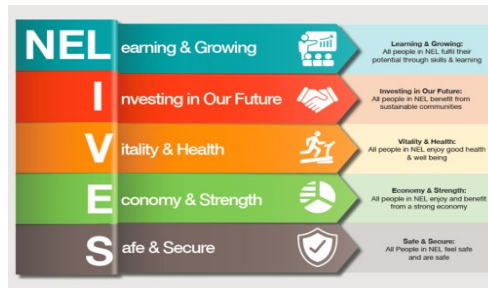 NEL earning & Growing
Learning & Growing:
All people in NEL fulfil their
potential through skills & learning
I nvesting in Our Future
Investing in Our Future:
All people in NEL benefit from
sustainable communities
V itality & Health
Vitality & Health:
All people in NEL enjoy good health
& well being
E conomy & Strength
Economy & Strength:
All people in NEL enjoy and benefit
from a strong economy
S afe & Secure
Safe & Secure:
All People in NEL feel safe
and are safe